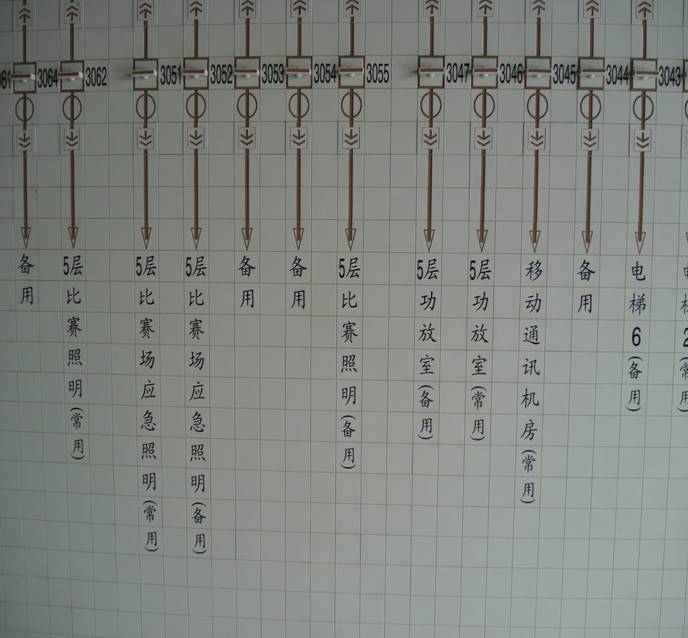 61
3064
3062
3051
3052
3053
3054
3055
3047
3046
3045
3044
3043
备用
5层比赛照明(常用)
5层比赛场应急照明(常用)
5层比赛场应急照明(备用)
备用
备用
5层比赛照明(备用)
5层功放室(备用)
5层功放室(常用)
移动通讯机房(常用)
备用
电梯6(备用)